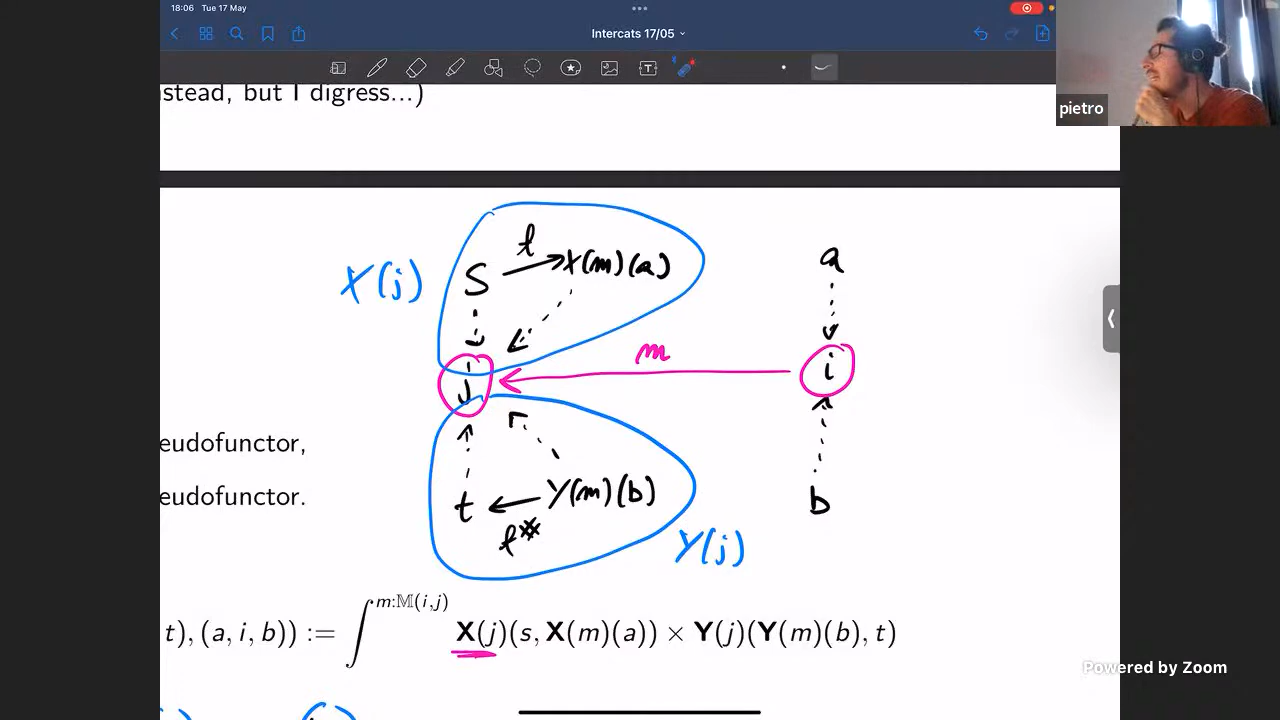 18:06 Tue 17 May
Intercats 17/05
pietro
stead, but I digress...)
X(j)
S
f
X(m)(a)
a
m
j
i
t
f#
Y(m)(b)
b
Y(j)
eudofunctor,
eudofunctor.
t), (a, i, b)) := ∫^{m:𝕄(i,j)} X(j)(s, X(m)(a)) × Y(j)(Y(m)(b), t)
Powered by Zoom